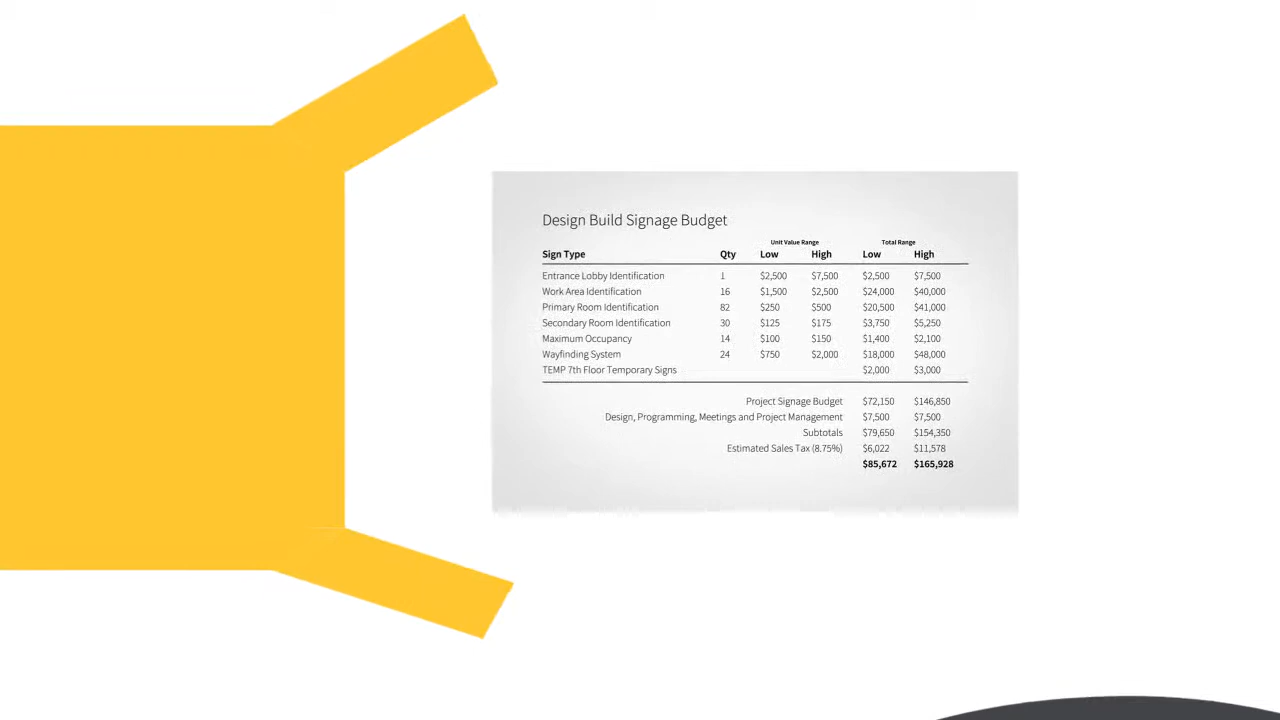 Design Build Signage Budget
Unit Value Range Total Range
Sign Type Qty Low High Low High
Entrance Lobby Identification 1 $2,500 $7,500 $2,500 $7,500
Work Area Identification 16 $1,500 $2,500 $24,000 $40,000
Primary Room Identification 82 $250 $500 $20,500 $41,000
Secondary Room Identification 30 $125 $175 $3,750 $5,250
Maximum Occupancy 14 $100 $150 $1,400 $2,100
Wayfinding System 24 $750 $2,000 $18,000 $48,000
TEMP 7th Floor Temporary Signs $2,000 $3,000
Project Signage Budget $72,150 $146,850
Design, Programming, Meetings and Project Management $7,500 $7,500
Subtotals $79,650 $154,350
Estimated Sales Tax (8.75%) $6,022 $11,578
$85,672 $165,928